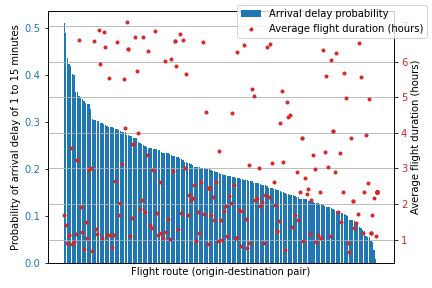 Arrival delay probability
Average flight duration (hours)
Probability of arrival delay of 1 to 15 minutes
0.5
0.4
0.3
0.2
0.1
0.0
7
6
5
4
3
2
1
Average flight duration (hours)
Flight route (origin-destination pair)